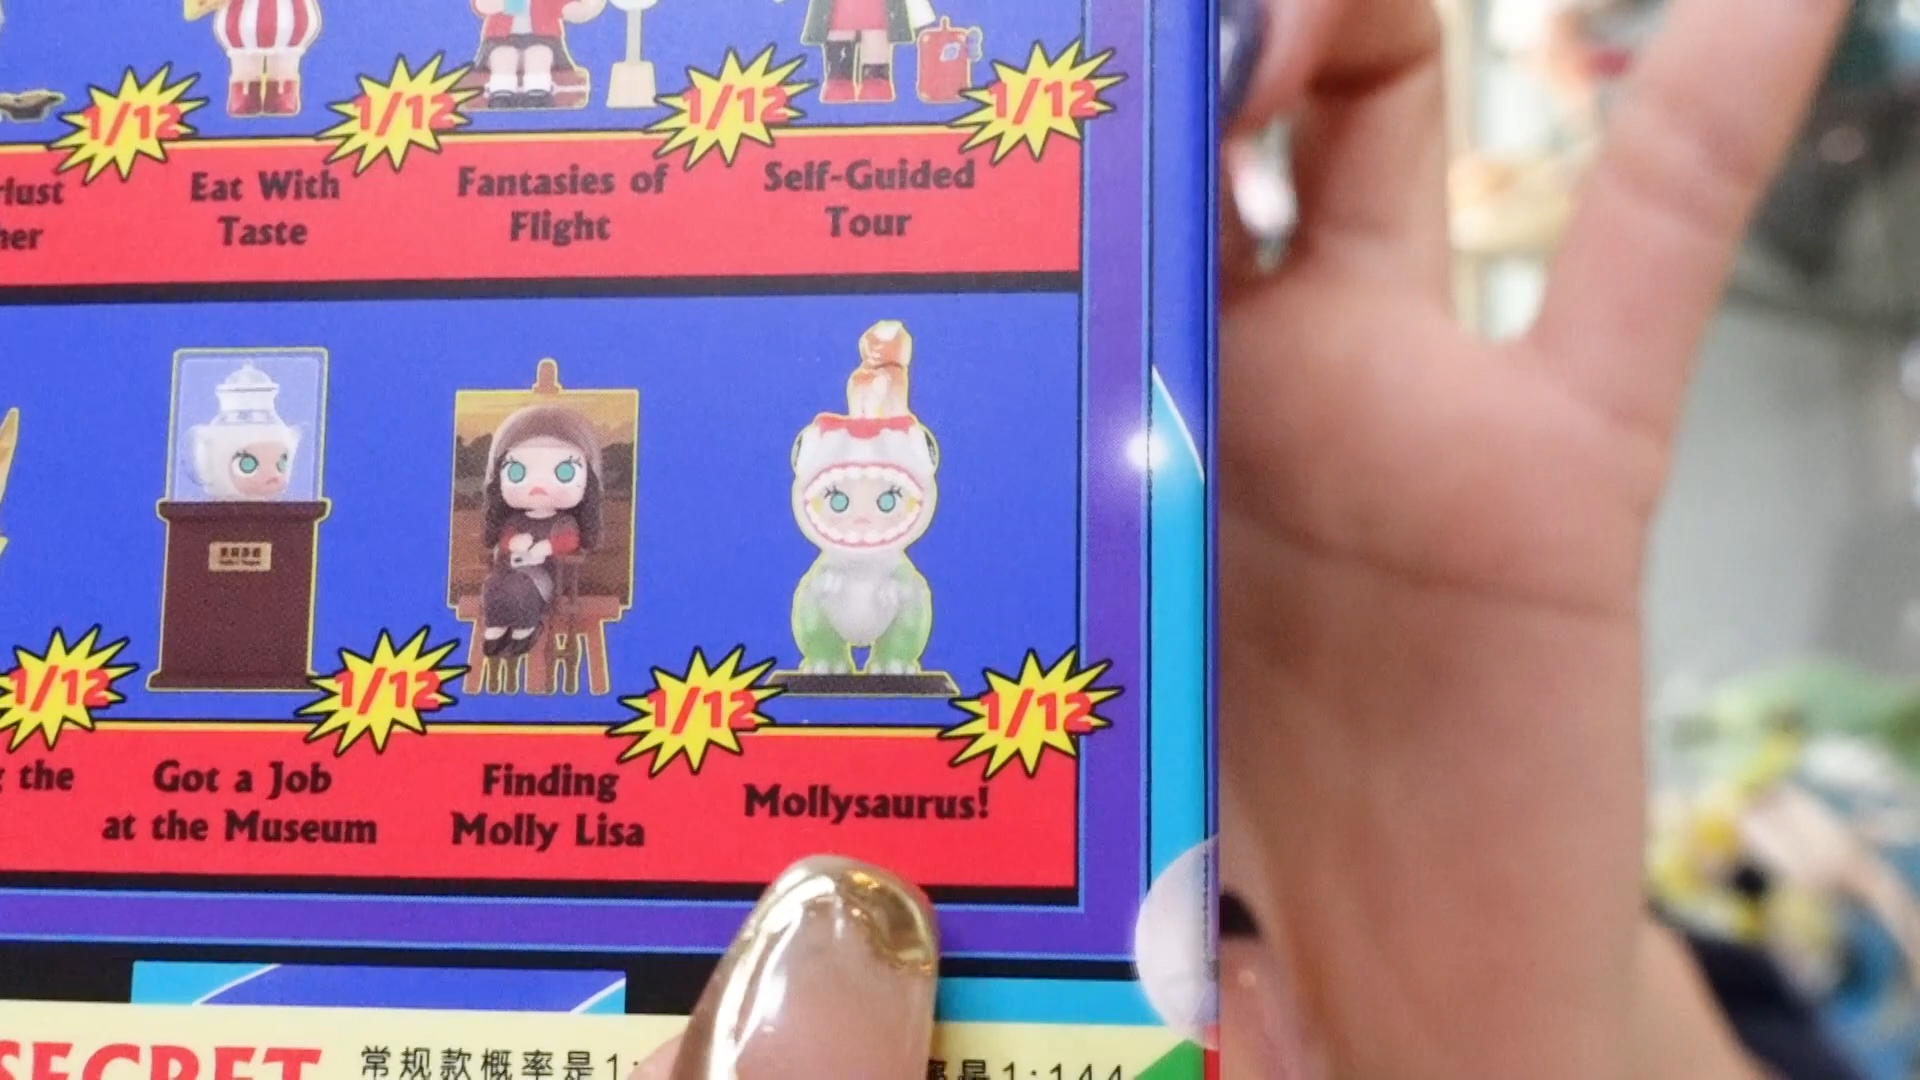 1/12
1/12
1/12
1/12
Eat With
Taste
Fantasies of
Flight
Self-Guided
Tour
1/12
1/12
1/12
1/12
the
Got a Job
at the Museum
Finding
Molly Lisa
Mollysaurus!
SECRET
常规款概率是1:
率是1:144